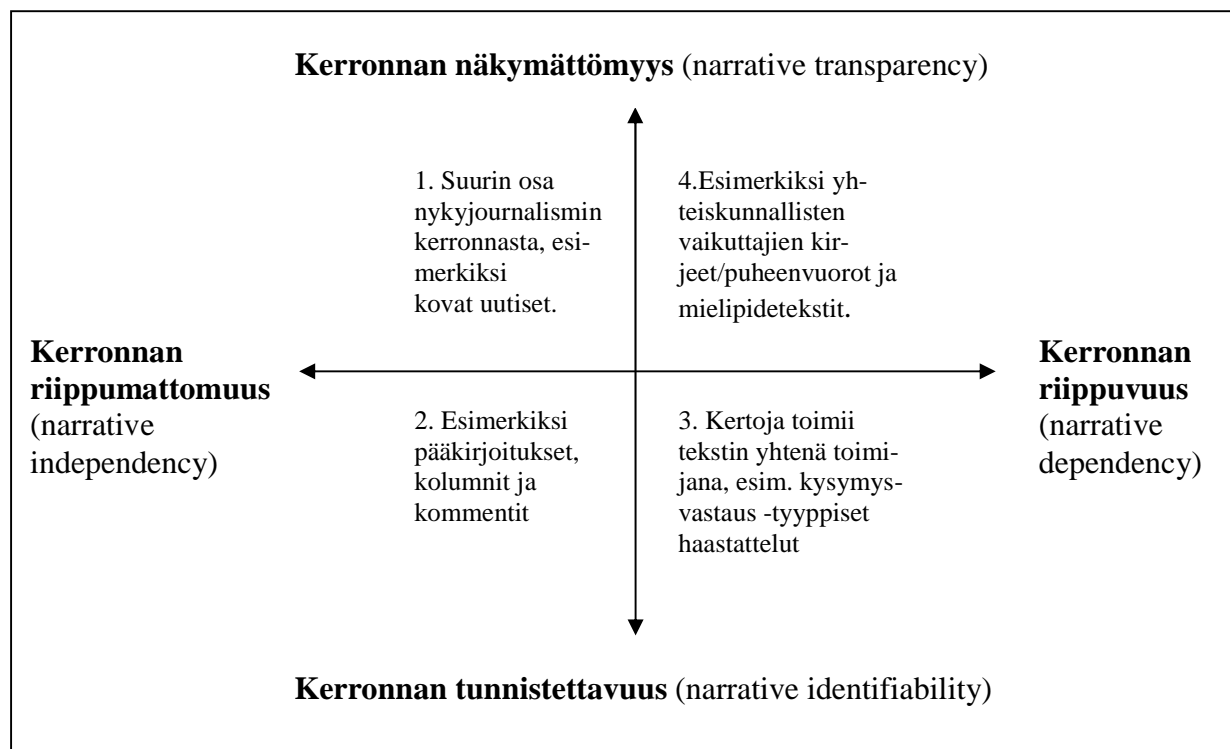 Kerronnan näkymättömyys (narrative transparency)
1. Suurin osa
nykyjournalismin
kerronnasta, esi-
merkiksi
kovat uutiset.
4.Esimerkiksi yh-
teiskunnallisten
vaikuttajien kir-
jeet/puheenvuorot ja
mielipidetekstit.
Kerronnan
riippumattomuus
(narrative
independency)
Kerronnan
riippuvuus
(narrative
dependency)
2. Esimerkiksi
pääkirjoitukset,
kolumnit ja
kommentit
3. Kertoja toimii
tekstin yhtenä toimi-
jana, esim. kysymys-
vastaus -tyyppiset
haastattelut
Kerronnan tunnistettavuus (narrative identifiability)